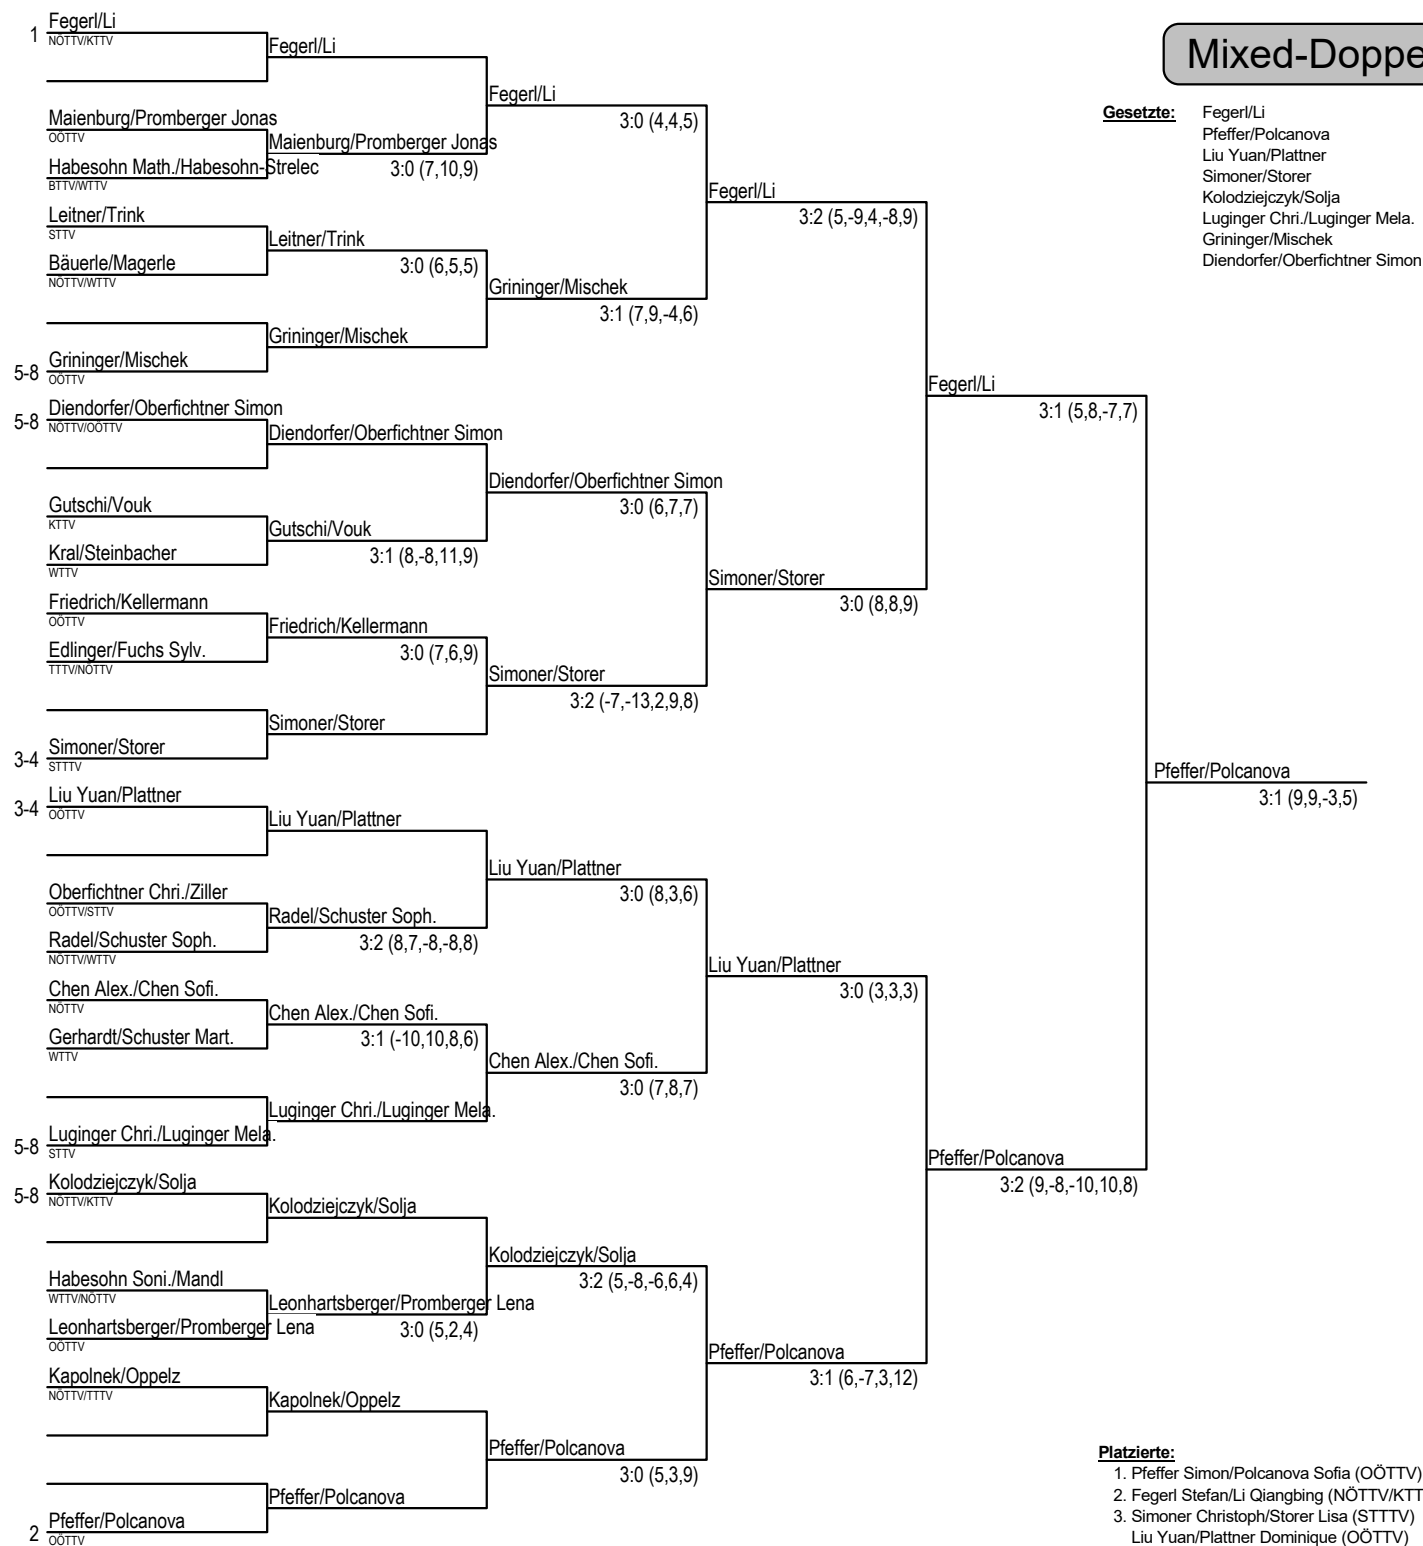 Mixed-Doppe
Gesetzte:
Fegerl/Li
Pfeffer/Polcanova
Liu Yuan/Plattner
Simoner/Storer
Kolodziejczyk/Solja
Luginger Chri./Luginger Mela.
Grininger/Mischek
Diendorfer/Oberfichtner Simon
1
Fegerl/Li
NÖTTV/KTTV
Maienburg/Promberger Jonas
OÖTTV
Habesohn Math./Habesohn-Strelec
BTTV/WTTV
Leitner/Trink
STTV
Bäuerle/Magerle
NÖTTV/WTTV
5-8
Grininger/Mischek
OÖTTV
5-8
Diendorfer/Oberfichtner Simon
NÖTTV/OÖTTV
Gutschi/Vouk
KTTV
Kral/Steinbacher
WTTV
Friedrich/Kellermann
OÖTTV
Edlinger/Fuchs Sylv.
TTTV/NÖTTV
3-4
Simoner/Storer
STTTV
3-4
Liu Yuan/Plattner
OÖTTV
Oberfichtner Chri./Ziller
OÖTTV/STTV
Radel/Schuster Soph.
NÖTTV/WTTV
Chen Alex./Chen Sofi.
NÖTTV
Gerhardt/Schuster Mart.
WTTV
5-8
Luginger Chri./Luginger Mela.
STTV
5-8
Kolodziejczyk/Solja
NÖTTV/KTTV
Habesohn Soni./Mandl
WTTV/NÖTTV
Leonhartsberger/Promberger Lena
OÖTTV
Kapolnek/Oppelz
NÖTTV/TTTV
2
Pfeffer/Polcanova
OÖTTV
Fegerl/Li
Maienburg/Promberger Jonas
3:0 (7,10,9)
Leitner/Trink
3:0 (6,5,5)
Grininger/Mischek
Diendorfer/Oberfichtner Simon
Gutschi/Vouk
3:1 (8,-8,11,9)
Friedrich/Kellermann
3:0 (7,6,9)
Simoner/Storer
Liu Yuan/Plattner
Radel/Schuster Soph.
3:2 (8,7,-8,-8,8)
Chen Alex./Chen Sofi.
3:1 (-10,10,8,6)
Luginger Chri./Luginger Mela.
Kolodziejczyk/Solja
Leonhartsberger/Promberger Lena
3:0 (5,2,4)
Kapolnek/Oppelz
Pfeffer/Polcanova
Fegerl/Li
3:0 (4,4,5)
Grininger/Mischek
3:1 (7,9,-4,6)
Diendorfer/Oberfichtner Simon
3:0 (6,7,7)
Simoner/Storer
3:2 (-7,-13,2,9,8)
Liu Yuan/Plattner
3:0 (8,3,6)
Chen Alex./Chen Sofi.
3:0 (7,8,7)
Kolodziejczyk/Solja
3:2 (5,-8,-6,6,4)
Pfeffer/Polcanova
3:0 (5,3,9)
Fegerl/Li
3:2 (5,-9,4,-8,9)
Simoner/Storer
3:0 (8,8,9)
Liu Yuan/Plattner
3:0 (3,3,3)
Pfeffer/Polcanova
3:1 (6,-7,3,12)
Fegerl/Li
3:1 (5,8,-7,7)
Pfeffer/Polcanova
3:2 (9,-8,-10,10,8)
Pfeffer/Polcanova
3:1 (9,9,-3,5)
Platzierte:
1. Pfeffer Simon/Polcanova Sofia (OÖTTV)
2. Fegerl Stefan/Li Qiangbing (NÖTTV/KTT
3. Simoner Christoph/Storer Lisa (STTTV)
Liu Yuan/Plattner Dominique (OÖTTV)